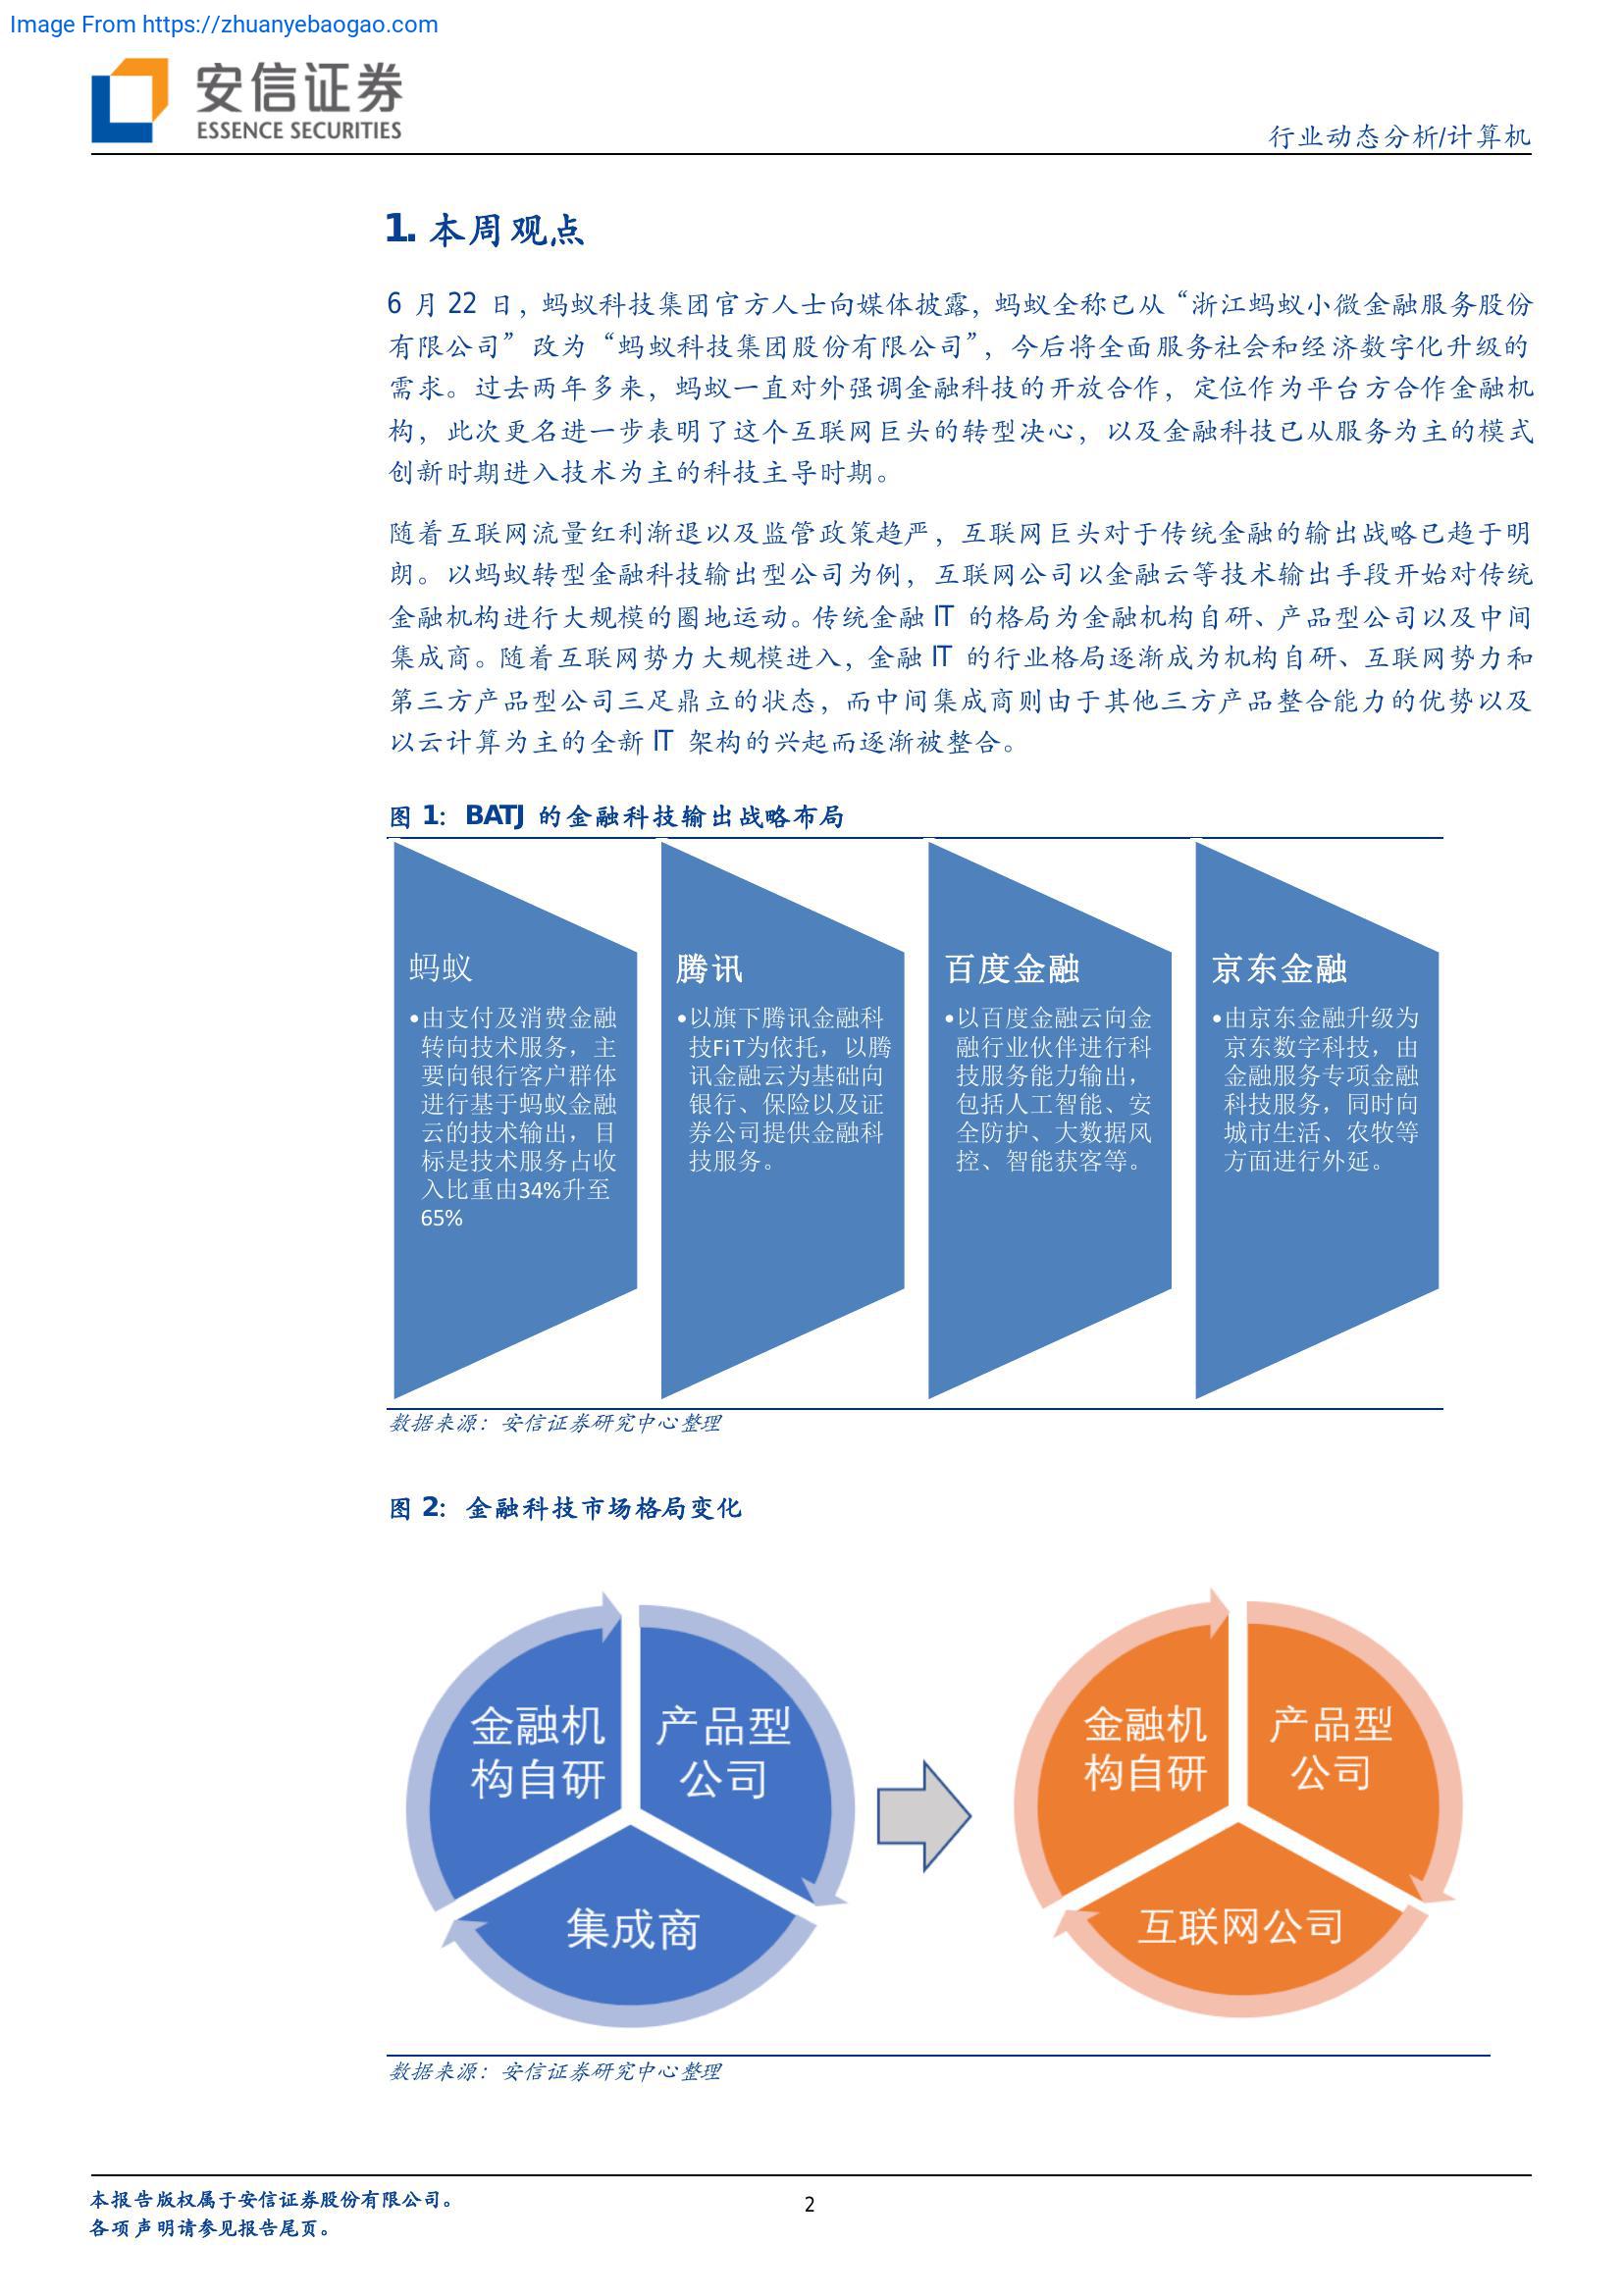 Image From https://zhuanyebaogao.com
安信证券
ESSENCE SECURITIES
行业动态分析/计算机
1. 本周观点
6 月 22 日，蚂蚁科技集团官方人士向媒体披露，蚂蚁全称已从“浙江蚂蚁小微金融服务股份
有限公司”改为“蚂蚁科技集团股份有限公司”，今后将全面服务社会和经济数字化升级的
需求。过去两年多来，蚂蚁一直对外强调金融科技的开放合作，定位作为平台方合作金融机
构，此次更名进一步表明了这个互联网巨头的转型决心，以及金融科技已从服务为主的模式
创新时期进入技术为主的科技主导时期。
随着互联网流量红利渐退以及监管政策趋严，互联网巨头对于传统金融的输出战略已趋于明
朗。以蚂蚁转型金融科技输出型公司为例，互联网公司以金融云等技术输出手段开始对传统
金融机构进行大规模的圈地运动。传统金融 IT 的格局为金融机构自研、产品型公司以及中间
集成商。随着互联网势力大规模进入，金融 IT 的行业格局逐渐成为机构自研、互联网势力和
第三方产品型公司三足鼎立的状态，而中间集成商则由于其他三方产品整合能力的优势以及
以云计算为主的全新 IT 架构的兴起而逐渐被整合。
图 1：BATJ 的金融科技输出战略布局
蚂蚁
•由支付及消费金融
转向技术服务，主
要向银行客户群体
进行基于蚂蚁金融
云的技术输出，目
标是技术服务占收
入比重由34%升至
65%
腾讯
•以旗下腾讯金融科
技FiT为依托，以腾
讯金融云为基础向
银行、保险以及证
券公司提供金融科
技服务。
百度金融
•以百度金融云向金
融行业伙伴进行科
技服务能力输出，
包括人工智能、安
全防护、大数据风
控、智能获客等。
京东金融
•由京东金融升级为
京东数字科技，由
金融服务专项金融
科技服务，同时向
城市生活、农牧等
方面进行外延。
数据来源：安信证券研究中心整理
图 2：金融科技市场格局变化
金融机
构自研
产品型
公司
集成商
金融机
构自研
产品型
公司
互联网公司
数据来源：安信证券研究中心整理
本报告版权属于安信证券股份有限公司。
各项声明请参见报告尾页。
2